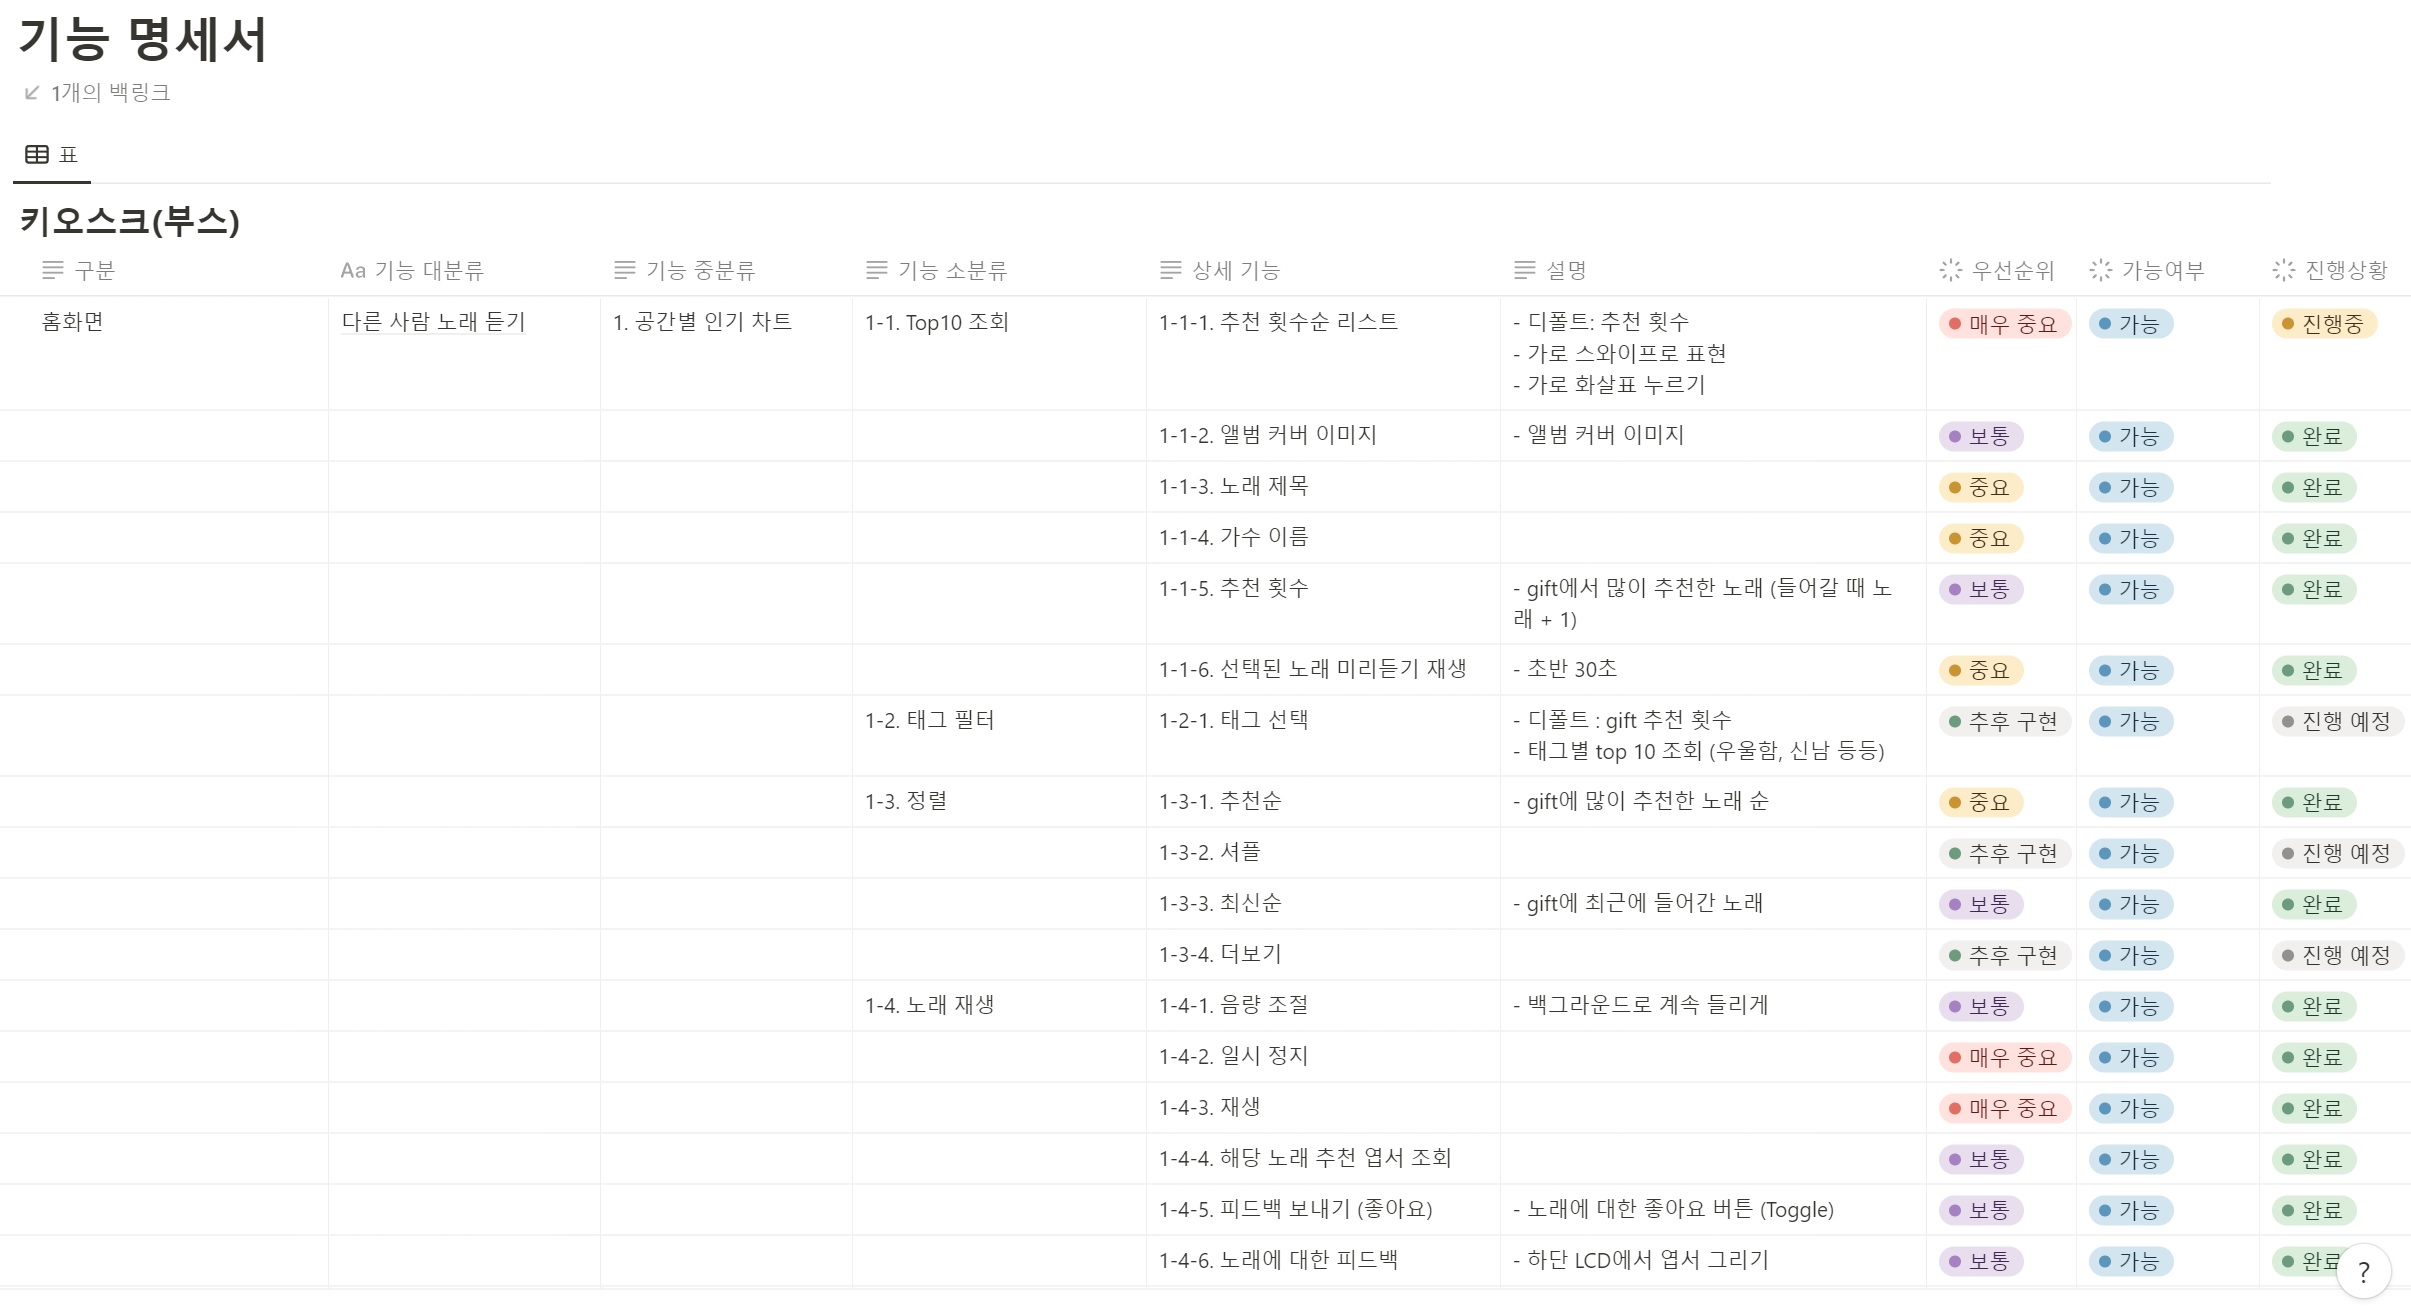 기능 명세서
1개의 백링크
표
키오스크(부스)
구분 Aa 기능 대분류 기능 중분류 기능 소분류 상세 기능 설명 우선순위 가능여부 진행상황
홈화면 다른 사람 노래 듣기 1. 공간별 인기 차트 1-1. Top10 조회 1-1-1. 추천 횟수순 리스트 - 디폴트: 추천 횟수 매우 중요 가능 진행중
- 가로 스와이프로 표현
- 가로 화살표 누르기
1-1-2. 앨범 커버 이미지 - 앨범 커버 이미지 보통 가능 완료
1-1-3. 노래 제목 중요 가능 완료
1-1-4. 가수 이름 중요 가능 완료
1-1-5. 추천 횟수 - gift에서 많이 추천한 노래 (들어갈 때 노 보통 가능 완료
래 + 1)
1-1-6. 선택된 노래 미리듣기 재생 - 초반 30초 중요 가능 완료
1-2. 태그 필터 1-2-1. 태그 선택 - 디폴트 : gift 추천 횟수 추후 구현 가능 진행 예정
- 태그별 top 10 조회 (우울함, 신남 등등)
1-3. 정렬 1-3-1. 추천순 - gift에 많이 추천한 노래 순 중요 가능 완료
1-3-2. 셔플 추후 구현 가능 진행 예정
1-3-3. 최신순 - gift에 최근에 들어간 노래 보통 가능 완료
1-3-4. 더보기 추후 구현 가능 진행 예정
1-4. 노래 재생 1-4-1. 음량 조절 - 백그라운드로 계속 들리게 보통 가능 완료
1-4-2. 일시 정지 매우 중요 가능 완료
1-4-3. 재생 매우 중요 가능 완료
1-4-4. 해당 노래 추천 엽서 조회 보통 가능 완료
1-4-5. 피드백 보내기 (좋아요) - 노래에 대한 좋아요 버튼 (Toggle) 보통 가능 완료
1-4-6. 노래에 대한 피드백 - 하단 LCD에서 엽서 그리기 보통 가능 완료
?